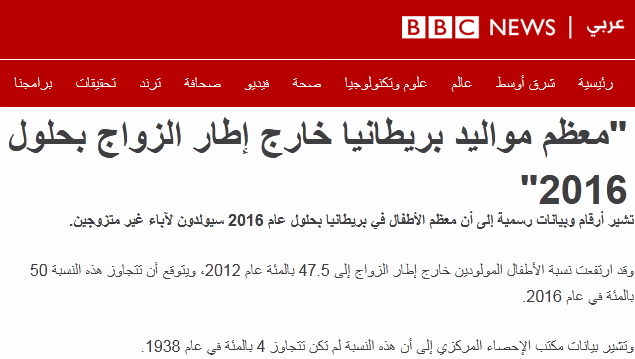 BBC NEWS | عربي
رئيسية شرق أوسط عالم علوم وتكنولوجيا صحة فيديو صحافة ترند تحقيقات برامجنا
"معظم مواليد بريطانيا خارج إطار الزواج بحلول
2016"
تشير أرقام وبيانات رسمية إلى أن معظم الأطفال في بريطانيا بحلول عام 2016 سيولدون لآباء غير متزوجين.
وقد ارتفعت نسبة الأطفال المولودين خارج إطار الزواج إلى 47.5 بالمئة عام 2012، ويتوقع أن تتجاوز هذه النسبة 50
بالمئة في عام 2016.
وتشير بيانات مكتب الإحصاء المركزي إلى أن هذه النسبة لم تكن تتجاوز 4 بالمئة في عام 1938.